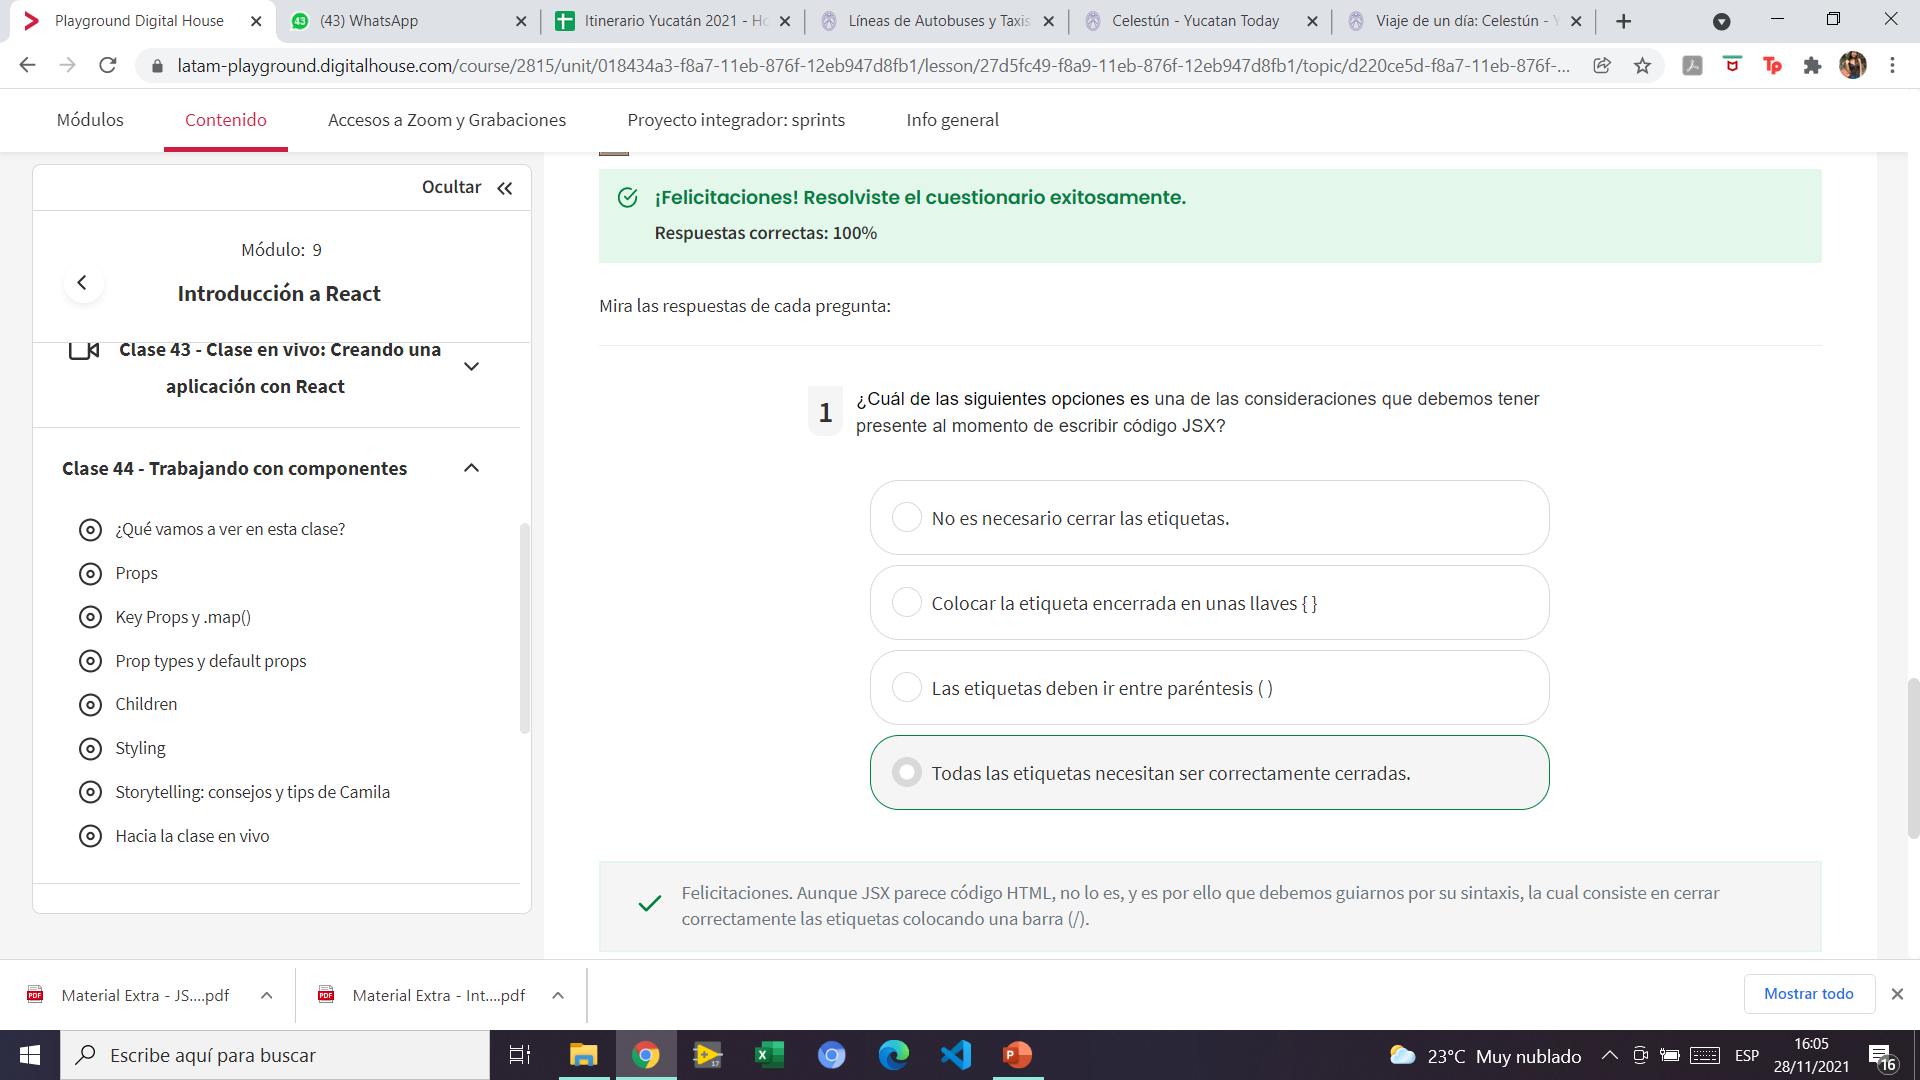 Playground Digital House
(43) WhatsApp
Itinerario Yucatán 2021 - Ho
Líneas de Autobuses y Taxis
Celestún - Yucatan Today
Viaje de un día: Celestún - Y
latam-playground.digitalhouse.com/course/2815/unit/018434a3-f8a7-11eb-876f-12eb947d8fb1/lesson/27d5fc49-f8a9-11eb-876f-12eb947d8fb1/topic/d220ce5d-f8a7-11eb-876f-...
Módulos
Contenido
Accesos a Zoom y Grabaciones
Proyecto integrador: sprints
Info general
Ocultar
Módulo: 9
Introducción a React
Clase 43 - Clase en vivo: Creando una
aplicación con React
Clase 44 - Trabajando con componentes
¿Qué vamos a ver en esta clase?
Props
Key Props y .map()
Prop types y default props
Children
Styling
Storytelling: consejos y tips de Camila
Hacia la clase en vivo
¡Felicitaciones! Resolviste el cuestionario exitosamente.
Respuestas correctas: 100%
Mira las respuestas de cada pregunta:
1
¿Cuál de las siguientes opciones es una de las consideraciones que debemos tener
presente al momento de escribir código JSX?
No es necesario cerrar las etiquetas.
Colocar la etiqueta encerrada en unas llaves { }
Las etiquetas deben ir entre paréntesis ( )
Todas las etiquetas necesitan ser correctamente cerradas.
Felicitaciones. Aunque JSX parece código HTML, no lo es, y es por ello que debemos guiarnos por su sintaxis, la cual consiste en cerrar
correctamente las etiquetas colocando una barra (/).
Material Extra - JS....pdf
Material Extra - Int....pdf
Mostrar todo
Escribe aquí para buscar
23°C Muy nublado
ESP
16:05
28/11/2021
16